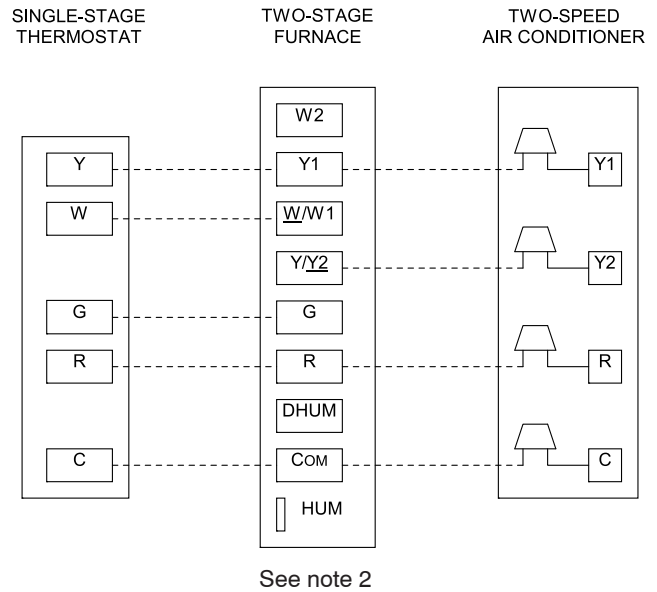 SINGLE-STAGE
THERMOSTAT
TWO-STAGE
FURNACE
TWO-SPEED
AIR CONDITIONER
W2
Y
Y1
Y1
W
W/W1
Y/Y2
Y2
G
G
R
R
R
DHUM
C
COM
C
HUM
See note 2